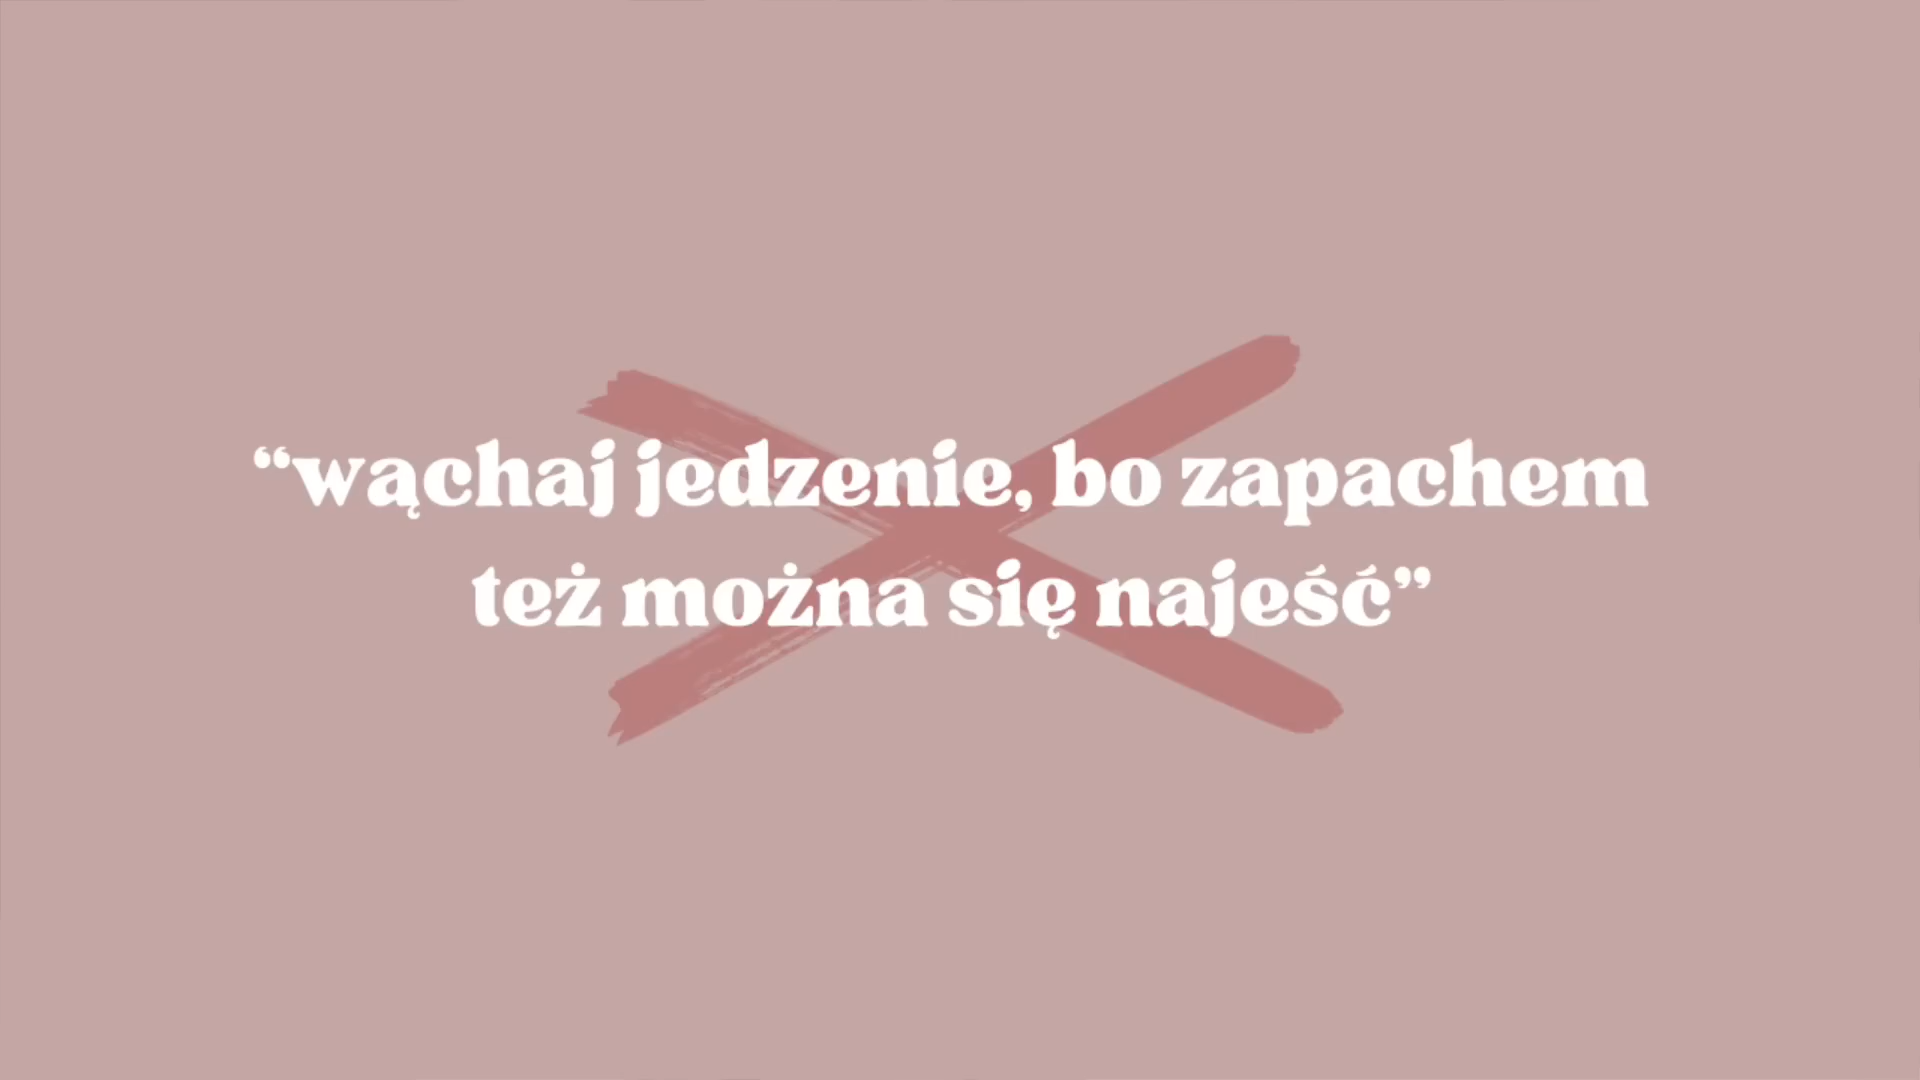 “wąchaj jedzenie, bo zapachem
też można się najeść”